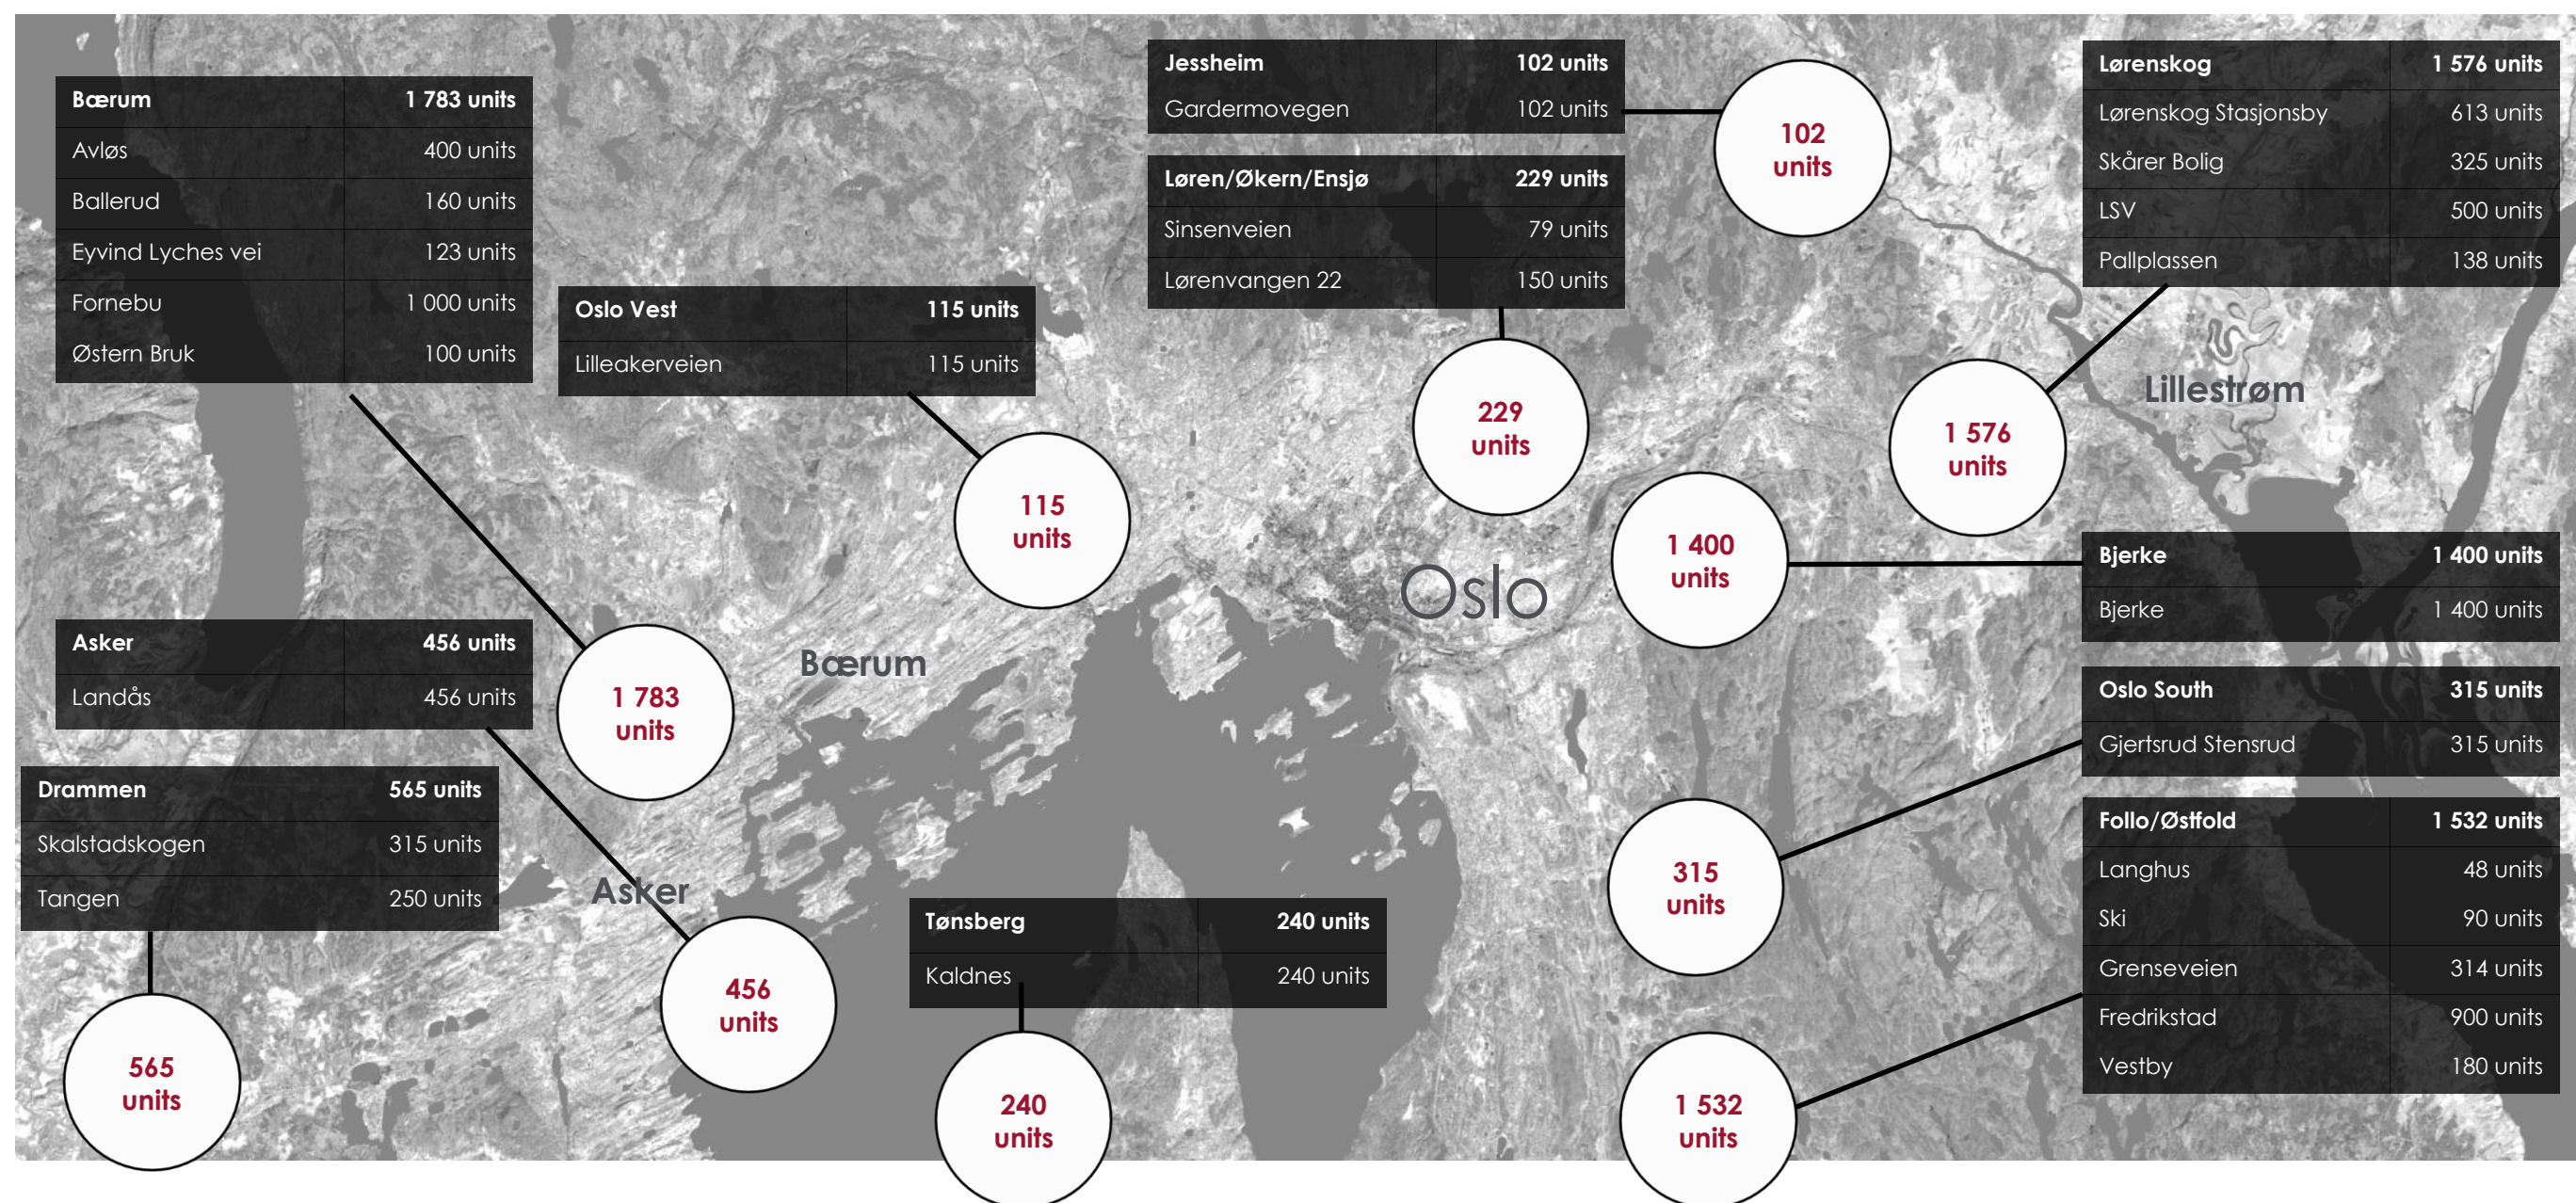 Bærum 1 783 units
Avløs 400 units
Ballerud 160 units
Eyvind Lyches vei 123 units
Fornebu 1 000 units
Østern Bruk 100 units
Oslo Vest 115 units
Lilleakerveien 115 units
Jessheim 102 units
Gardermovegen 102 units
Løren/Økern/Ensjø 229 units
Sinsenveien 79 units
Lørenvangen 22 150 units
Lørenskog 1 576 units
Lørenskog Stasjonsby 613 units
Skårer Bolig 325 units
LSV 500 units
Pallplassen 138 units
102
units
229
units
1 576
units
Lillestrøm
115
units
1 400
units
Oslo
Bærum
Bjerke 1 400 units
Bjerke 1 400 units
Asker 456 units
Landås 456 units
1 783
units
Oslo South 315 units
Gjertsrud Stensrud 315 units
Drammen 565 units
Skalstadskogen 315 units
Tangen 250 units
Asker
315
units
Follo/Østfold 1 532 units
Langhus 48 units
Ski 90 units
Grenseveien 314 units
Fredrikstad 900 units
Vestby 180 units
Tønsberg 240 units
Kaldnes 240 units
456
units
565
units
240
units
1 532
units